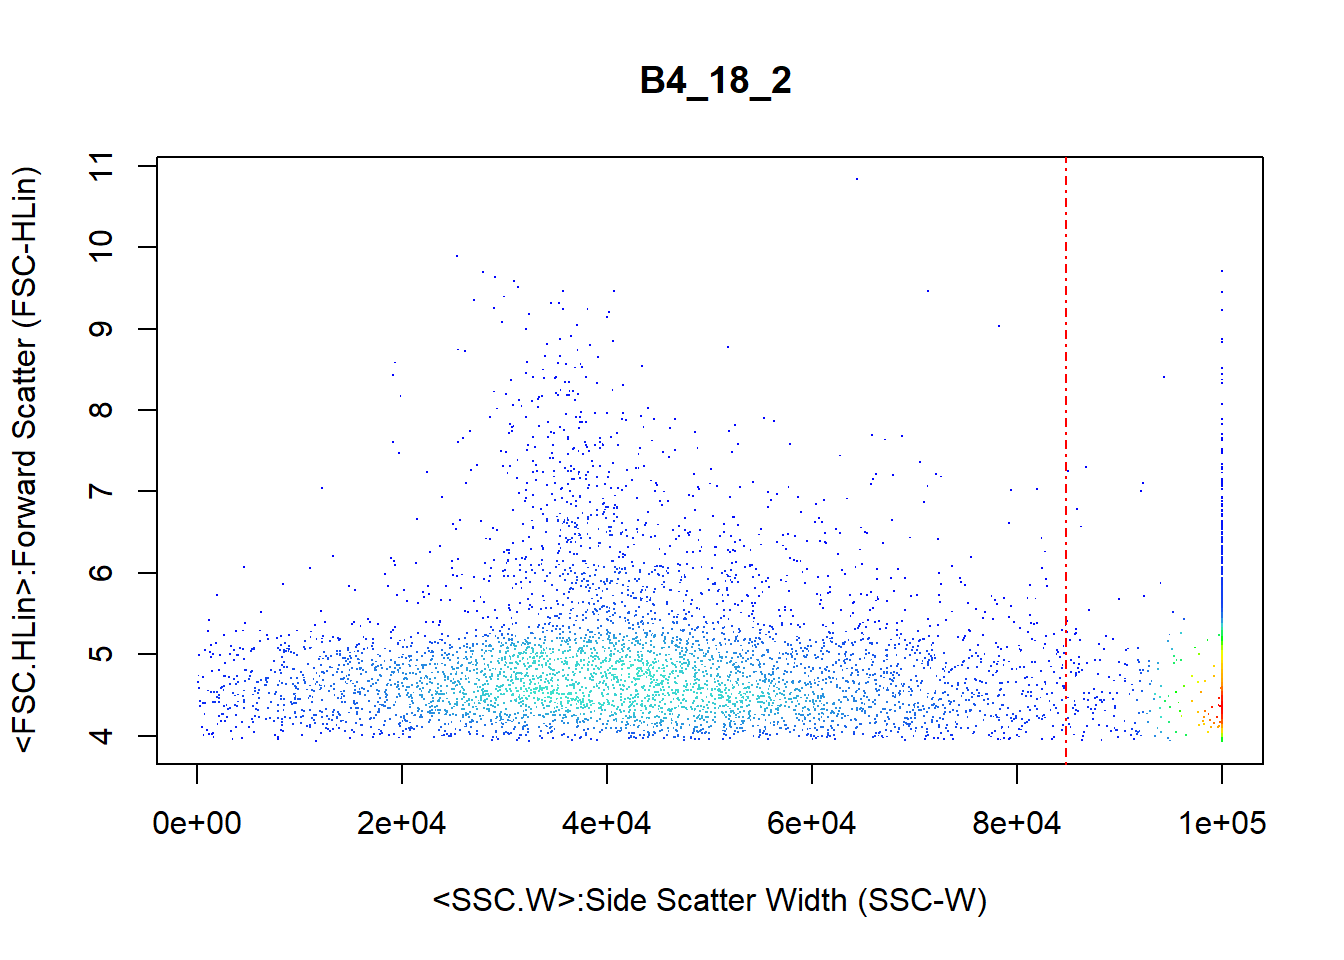 B4_18_2
<FSC.HLin>:Forward Scatter (FSC-HLin)
11
10
9
8
7
6
5
4
0e+00 2e+04 4e+04 6e+04 8e+04 1e+05
<SSC.W>:Side Scatter Width (SSC-W)